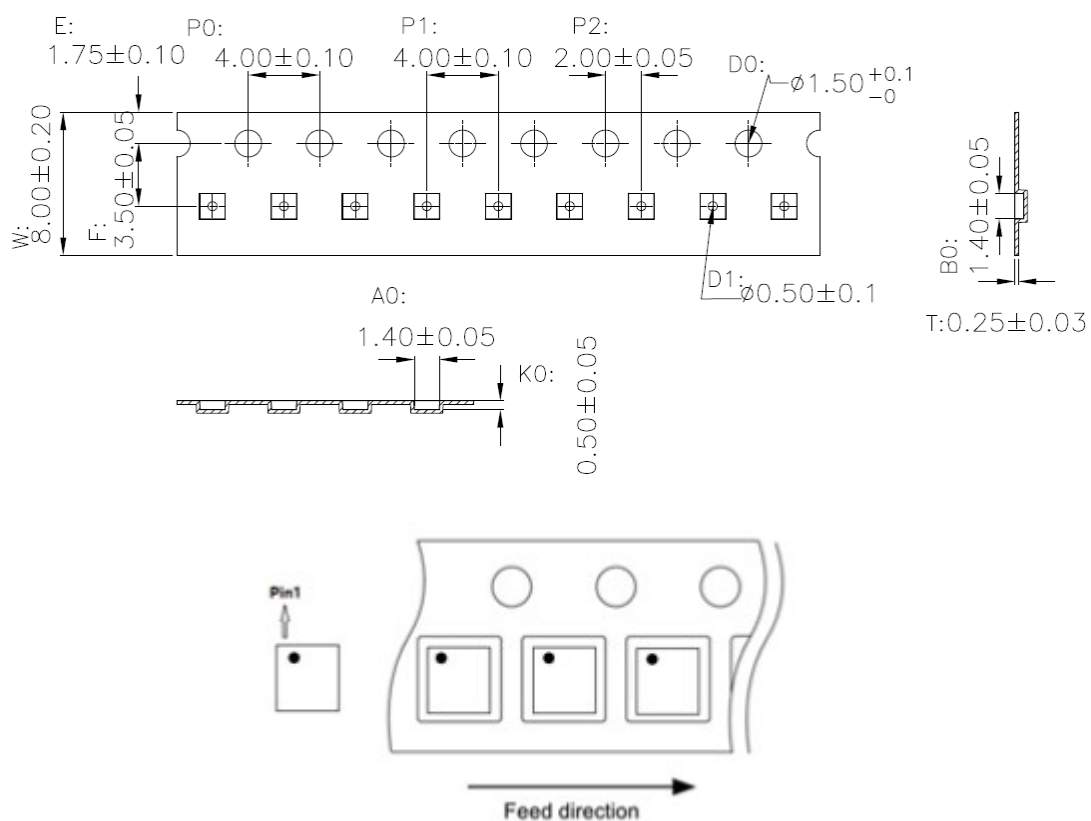 E:
1.75±0.10
P0:
4.00±0.10
P1:
4.00±0.10
P2:
2.00±0.05
D0:
ø1.50 +0.1
-0
W:
8.00±0.20
F:
3.50±0.05
D1:
ø0.50±0.1
B0:
1.40±0.05
T:0.25±0.03
A0:
1.40±0.05
K0:
0.50±0.05
Pin1
Feed direction